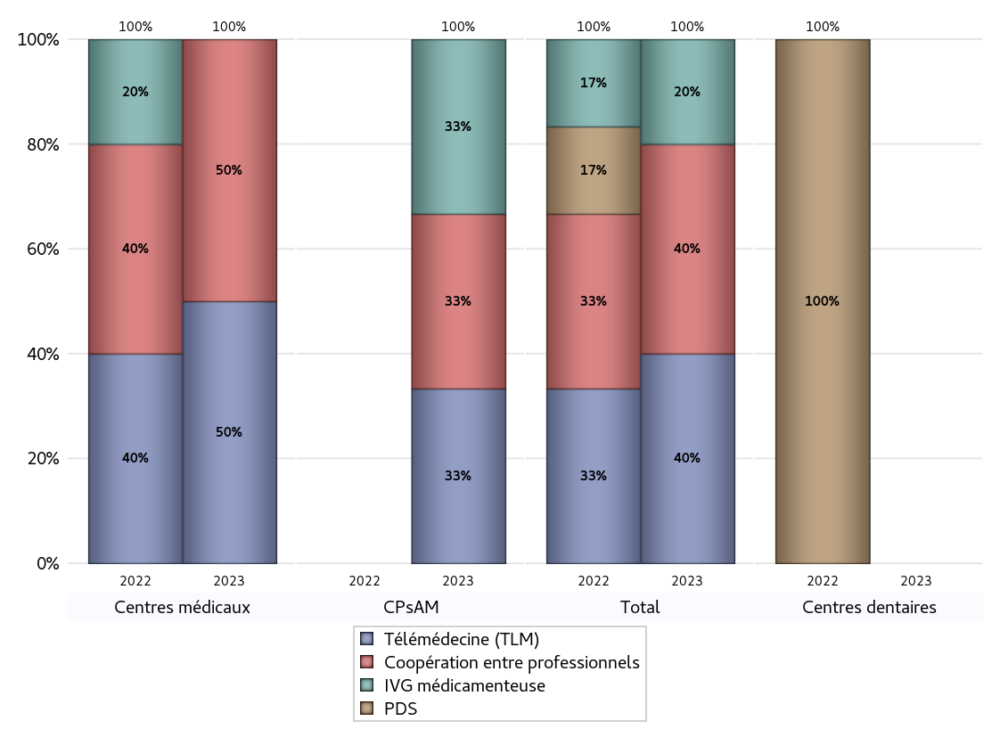 100% 100% 100% 100% 100% 100%
100%
17%
20% 20%
33%
80%
17%
50%
40% 40%
60%
33% 33% 100%
40%
50%
40% 40%
33% 33%
20%
0%
2022 2023 2022 2023 2022 2023 2022 2023
Centres médicaux CPsAM Total Centres dentaires
Télémédecine (TLM)
Coopération entre professionnels
IVG médicamenteuse
PDS